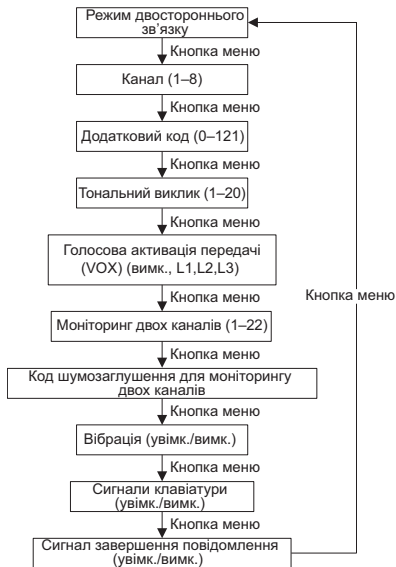 Режим двостороннього
зв’язку
Кнопка меню
Канал (1–8)
Кнопка меню
Додатковий код (0–121)
Кнопка меню
Тональний виклик (1–20)
Кнопка меню
Голосова активація передачі
(VOX) (вимк., L1,L2,L3)
Кнопка меню
Кнопка меню
Моніторинг двох каналів (1–22)
Кнопка меню
Код шумозаглушення для моніторингу
двох каналів
Кнопка меню
Вібрація (увімк./вимк.)
Кнопка меню
Сигнали клавіатури
(увімк./вимк.)
Кнопка меню
Сигнал завершення повідомлення
(увімк./вимк.)